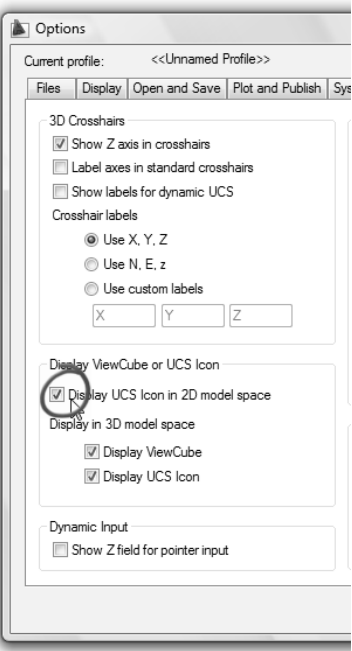 Options
Current profile: <<Unnamed Profile>>
Files Display Open and Save Plot and Publish Sys
3D Crosshairs
Show Z axis in crosshairs
Label axes in standard crosshairs
Show labels for dynamic UCS
Crosshair labels
Use X, Y, Z
Use N, E, z
Use custom labels
X Y Z
Display ViewCube or UCS Icon
Display UCS Icon in 2D model space
Display in 3D model space
Display ViewCube
Display UCS Icon
Dynamic Input
Show Z field for pointer input